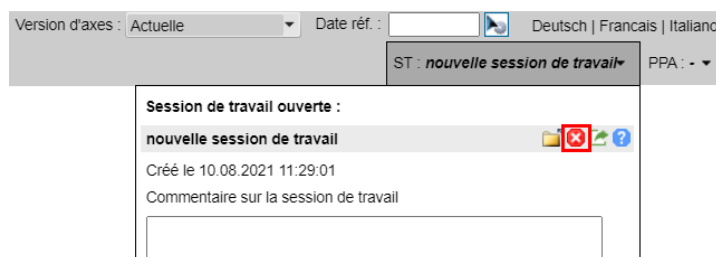 Version d'axes : Actuelle Date réf. : Deutsch | Francais | Italiano
ST : nouvelle session de travail PPA : -
Session de travail ouverte :
nouvelle session de travail
Créé le 10.08.2021 11:29:01
Commentaire sur la session de travail